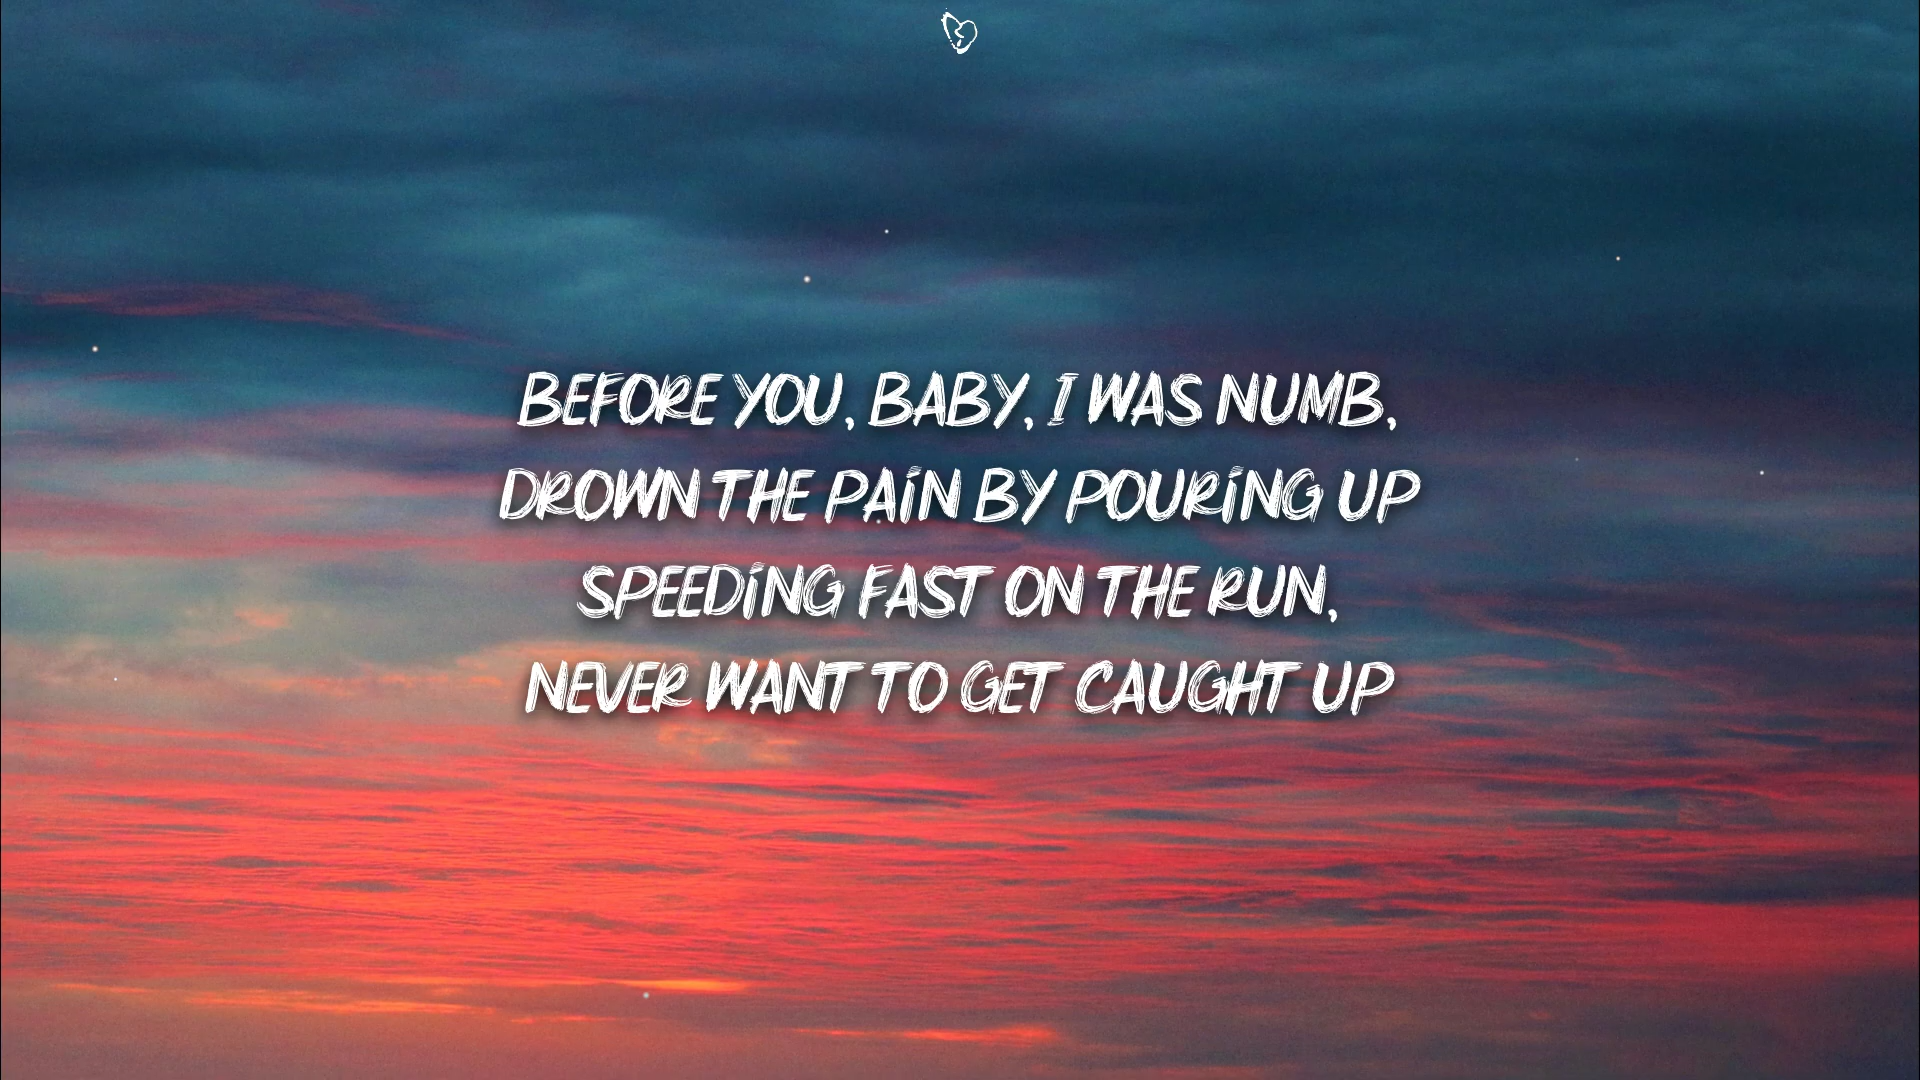 BEFORE YOU, BABY, I WAS NUMB,
DROWN THE PAIN BY POURING UP
SPEEDING FAST ON THE RUN,
NEVER WANT TO GET CAUGHT UP